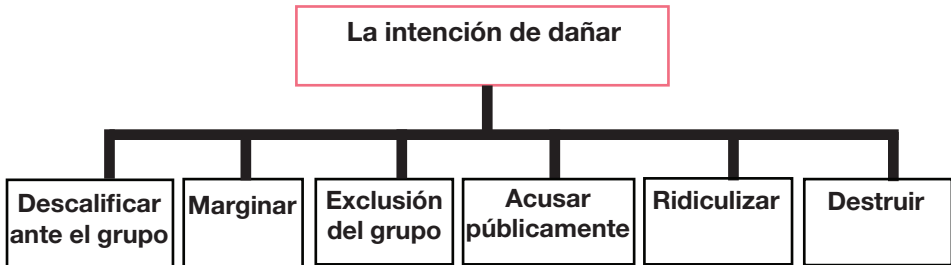 La intención de dañar
Descalificar
ante el grupo
Marginar
Exclusión
del grupo
Acusar
públicamente
Ridiculizar
Destruir